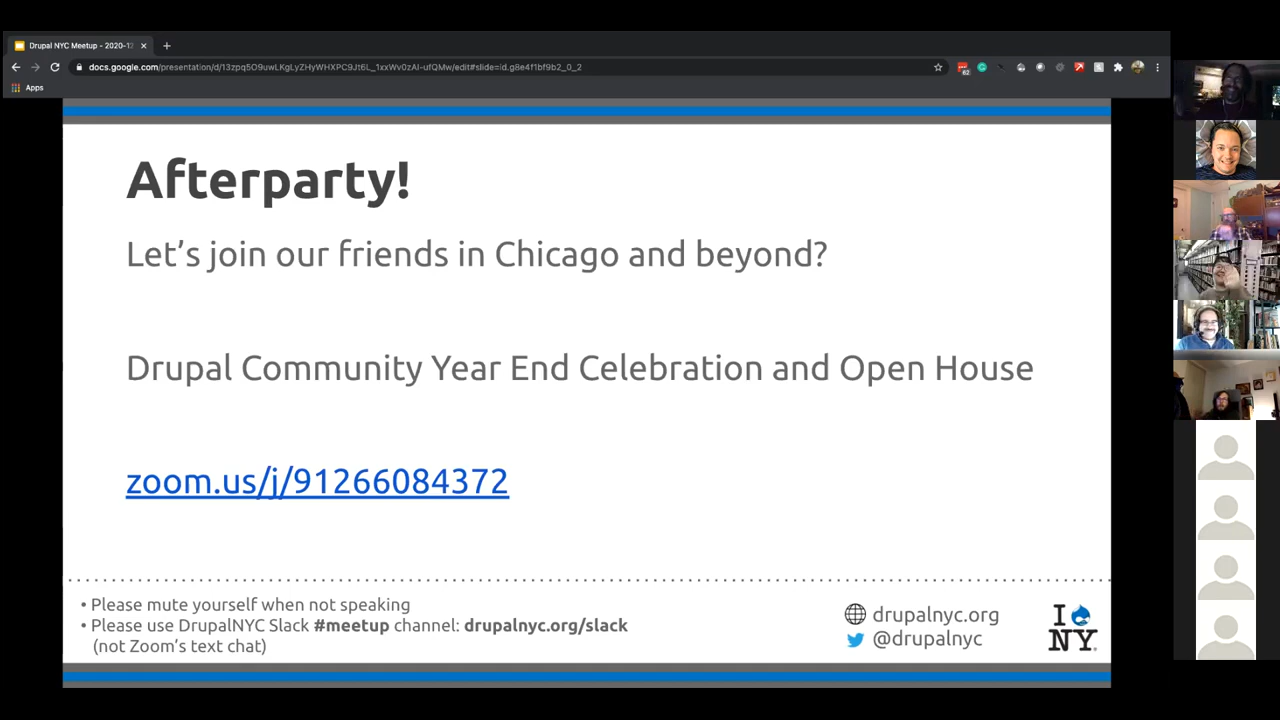 Drupal NYC Meetup - 2020-12
docs.google.com/presentation/d/13zpq5O9uwLKgLyZHyWHXPC9Jt6L_1xxWv0zAI-ufQMw/edit#slide=id.g8e4f1bf9b2_0_2
62
Apps
Afterparty!
Let’s join our friends in Chicago and beyond?
Drupal Community Year End Celebration and Open House
zoom.us/j/91266084372
• Please mute yourself when not speaking
• Please use DrupalNYC Slack #meetup channel: drupalnyc.org/slack
(not Zoom’s text chat)
drupalnyc.org
@drupalnyc
I
NY